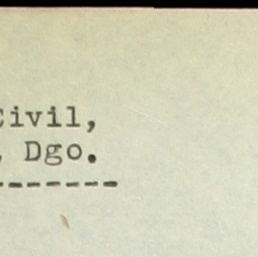 Civil,
, Dgo.
-------